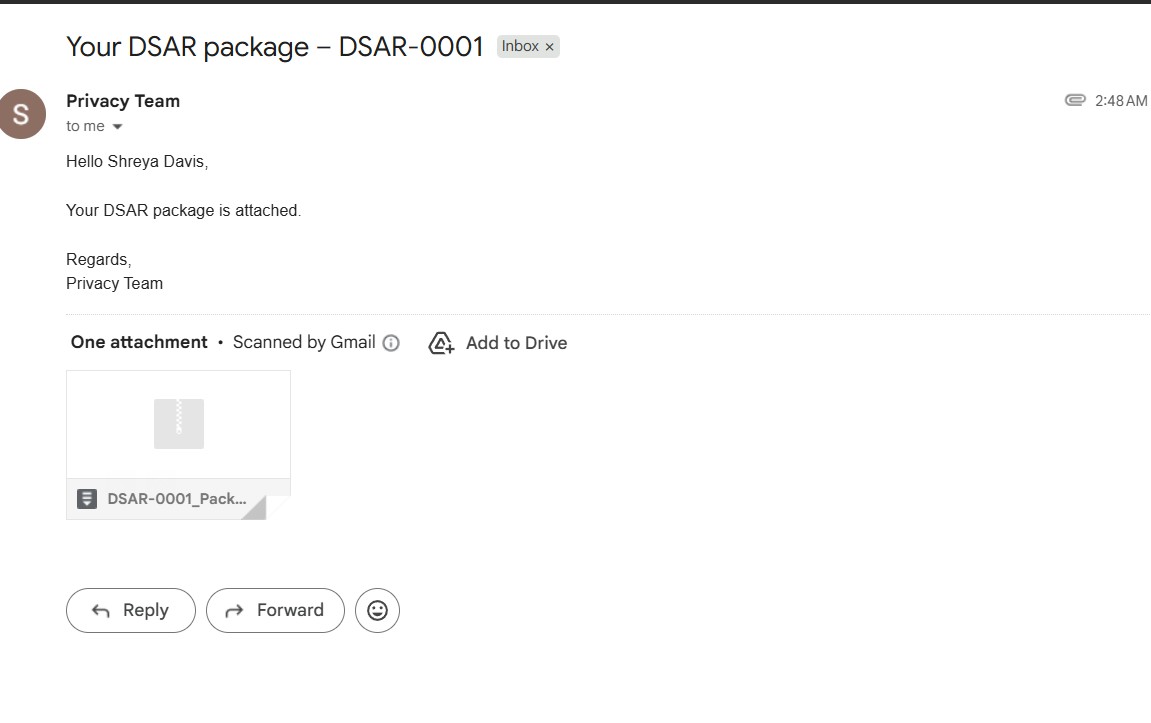 Your DSAR package – DSAR-0001 Inbox ×
S
Privacy Team 2:48 AM
to me
Hello Shreya Davis,
Your DSAR package is attached.
Regards,
Privacy Team
One attachment • Scanned by Gmail Add to Drive
DSAR-0001_Pack...
Reply Forward